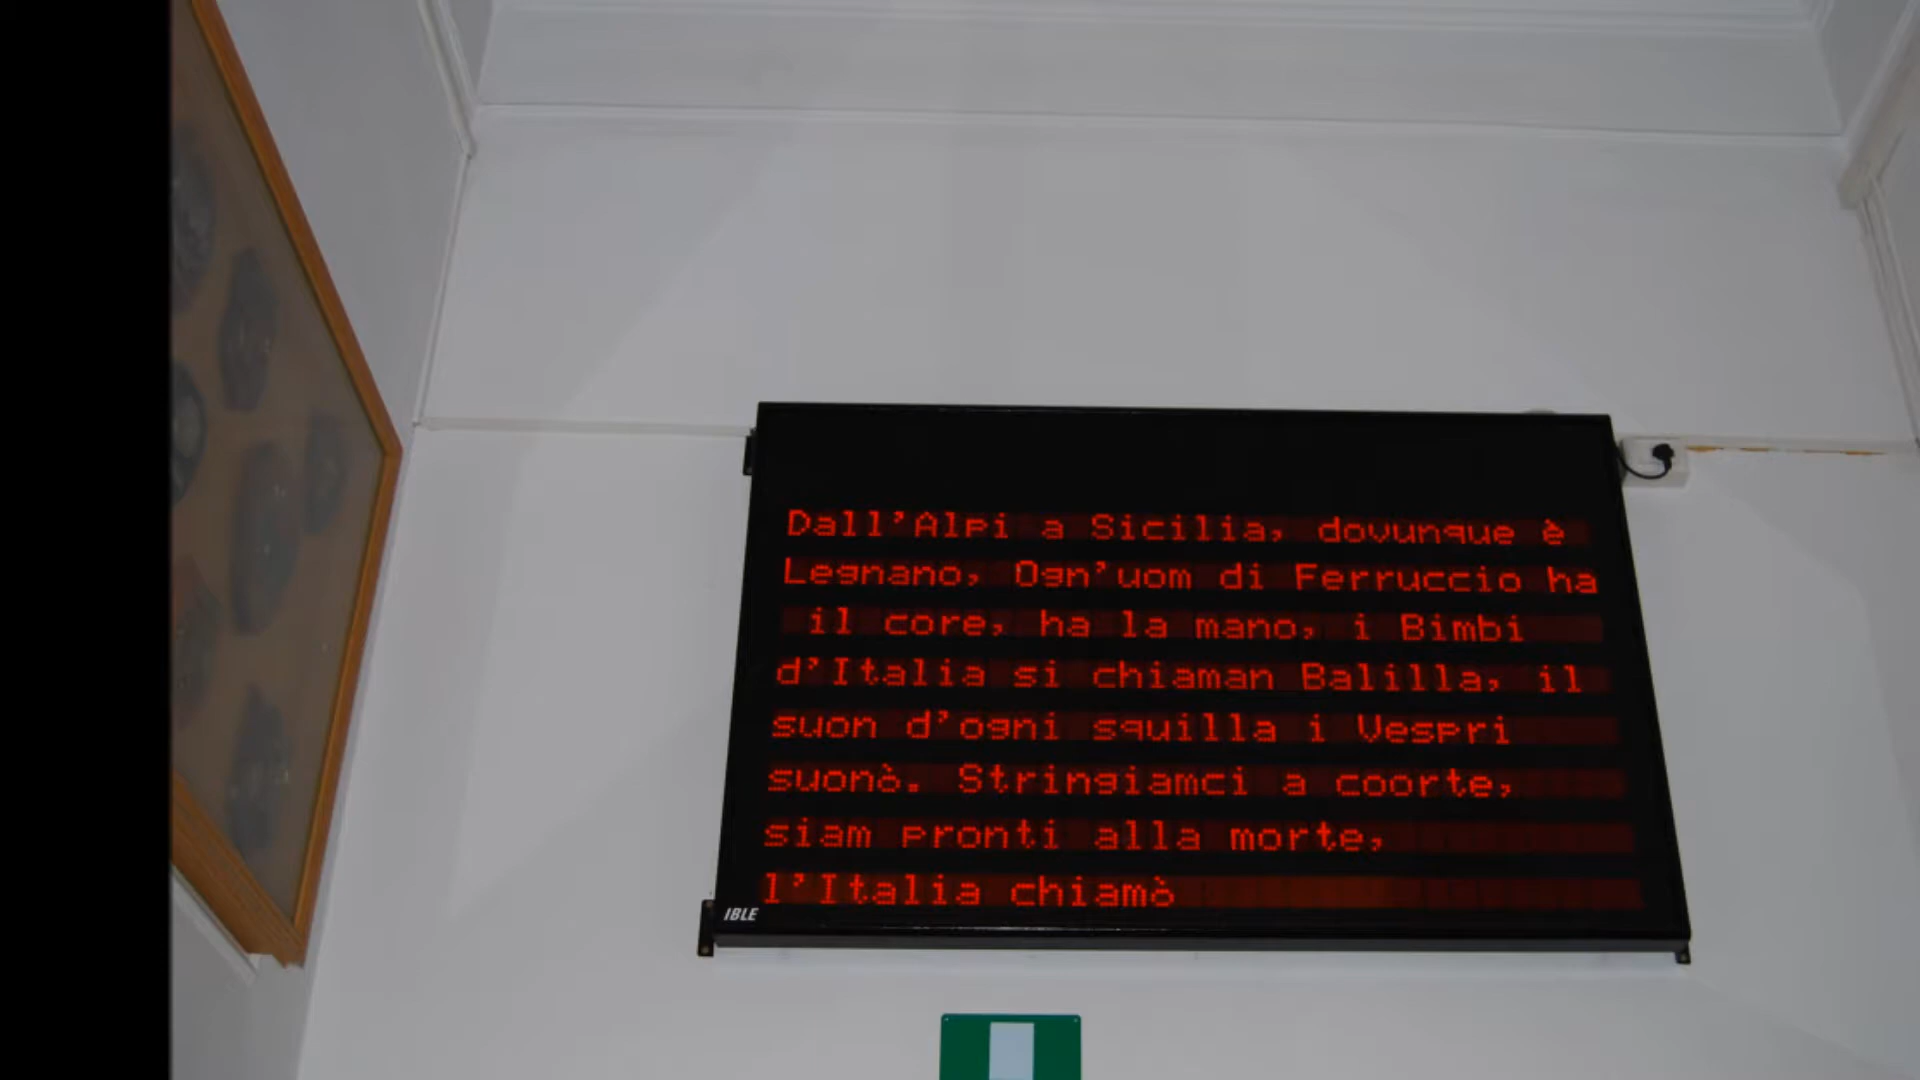 Dall'Alpi a Sicilia, dovunque è
Legnano, Ogn'uom di Ferruccio ha
il core, ha la mano, i Bimbi
d'Italia si chiaman Balilla, il
suon d'ogni squilla i Vespri
suonò. Stringiamci a coorte,
siam pronti alla morte,
l'Italia chiamò
IBLE